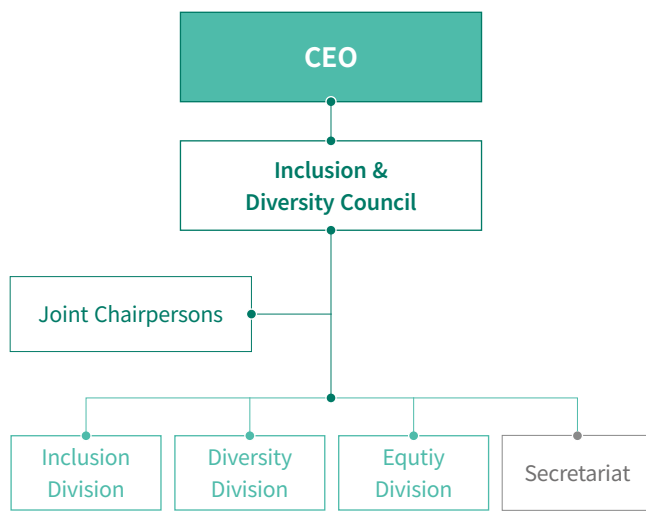 CEO
Inclusion &
Diversity Council
Joint Chairpersons
Inclusion
Division
Diversity
Division
Equtiy
Division
Secretariat